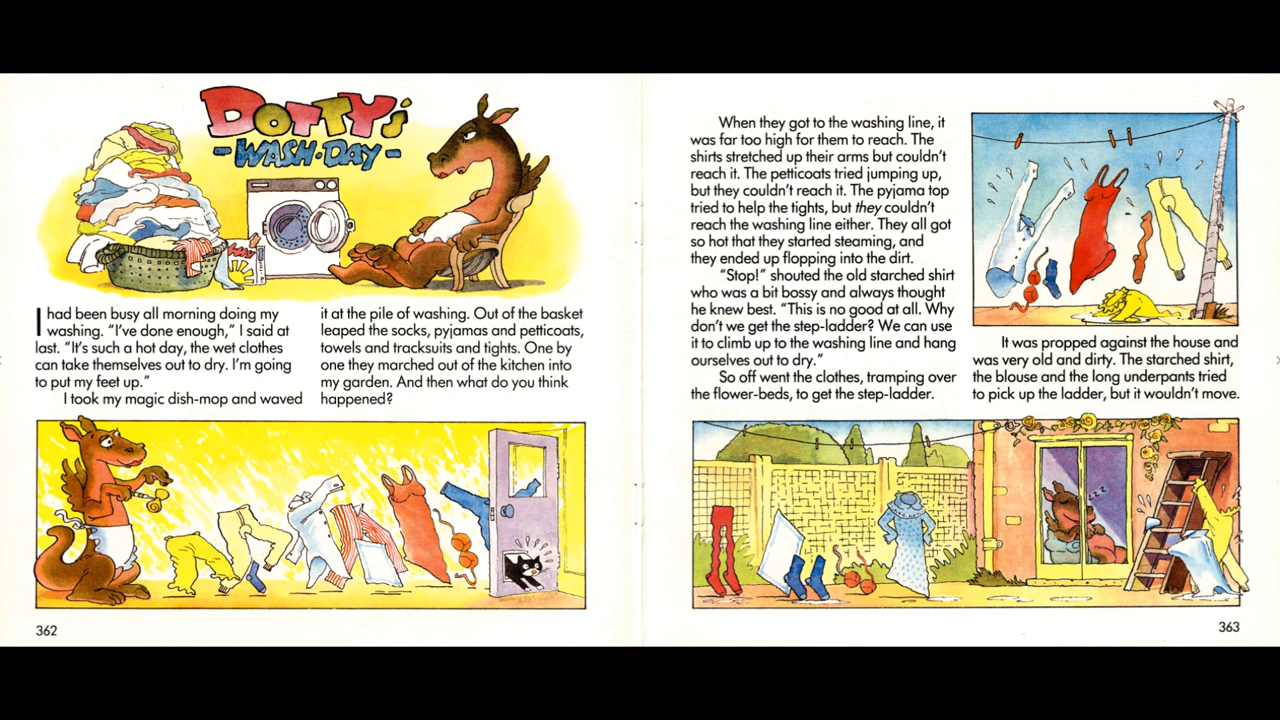 DOTTY'S
-WASH·DAY-
I had been busy all morning doing my
washing. “I’ve done enough,” I said at
last. “It’s such a hot day, the wet clothes
can take themselves out to dry. I’m going
to put my feet up.”
I took my magic dish-mop and waved
it at the pile of washing. Out of the basket
leaped the socks, pyjamas and petticoats,
towels and tracksuits and tights. One by
one they marched out of the kitchen into
my garden. And then what do you think
happened?
362
When they got to the washing line, it
was far too high for them to reach. The
shirts stretched up their arms but couldn’t
reach it. The petticoats tried jumping up,
but they couldn’t reach it. The pyjama top
tried to help the tights, but they couldn’t
reach the washing line either. They all got
so hot that they started steaming, and
they ended up flopping into the dirt.
“Stop!” shouted the old starched shirt
who was a bit bossy and always thought
he knew best. “This is no good at all. Why
don’t we get the step-ladder? We can use
it to climb up to the washing line and hang
ourselves out to dry.”
So off went the clothes, tramping over
the flower-beds, to get the step-ladder.
It was propped against the house and
was very old and dirty. The starched shirt,
the blouse and the long underpants tried
to pick up the ladder, but it wouldn’t move.
zzz
363